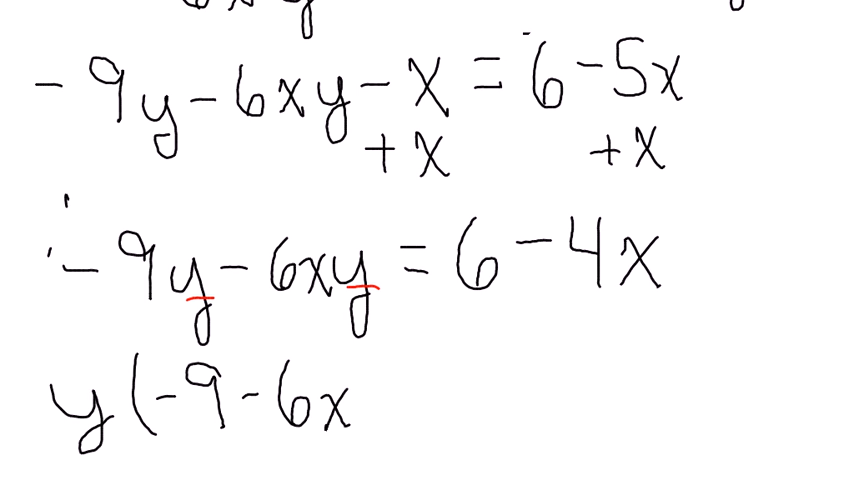 - 9y - 6xy - x = 6 - 5x
+ x + x
- 9y - 6xy = 6 - 4x
y(-9 - 6x